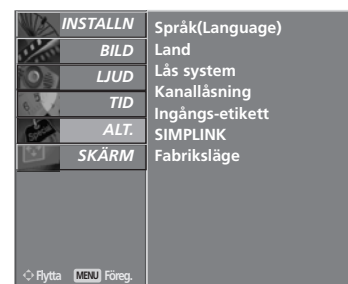 INSTALLN
BILD
LJUD
TID
ALT.
SKÄRM
Språk(Language)
Land
Lås system
Kanallåsning
Ingångs-etikett
SIMPLINK
Fabriksläge
Flytta MENU Föreg.